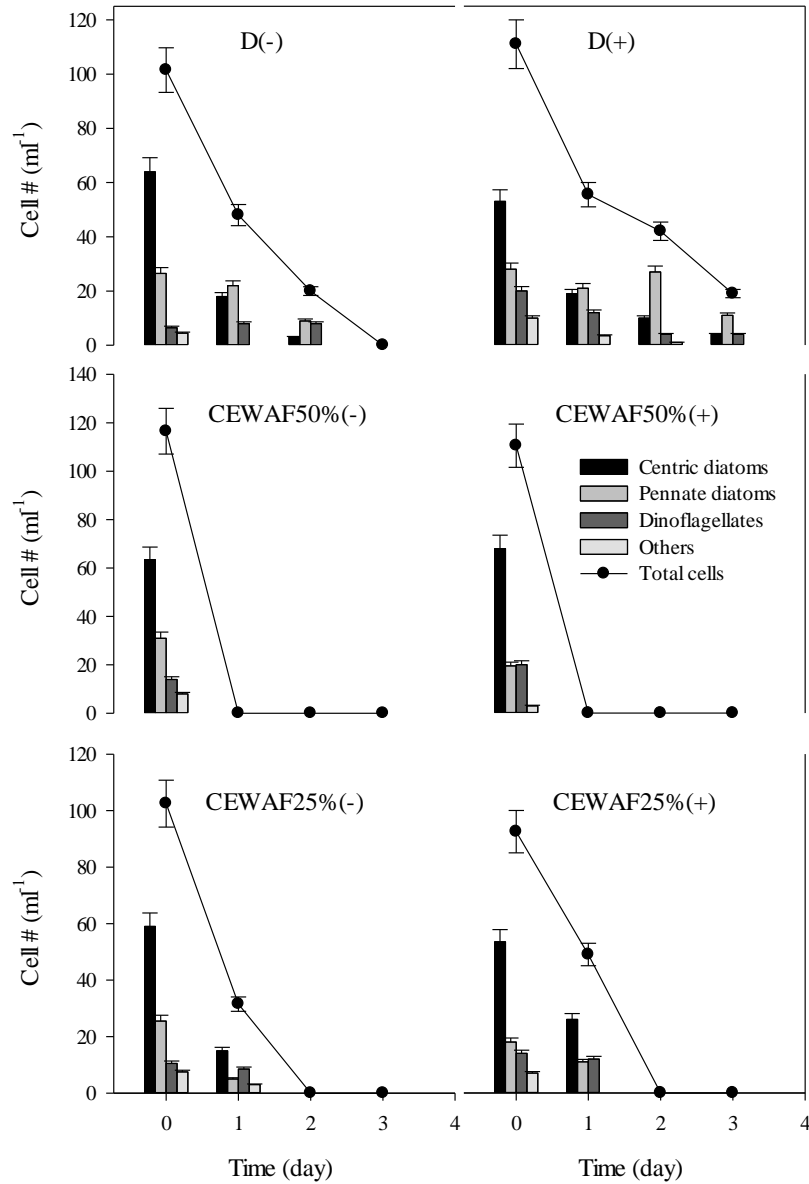 D(-)
D(+)
120
100
80
60
40
20
0
Cell # (ml-1)
CEWAF50%(-)
CEWAF50%(+)
140
120
100
80
60
40
20
0
Cell # (ml-1)
Centric diatoms
Pennate diatoms
Dinoflagellates
Others
Total cells
CEWAF25%(-)
CEWAF25%(+)
120
100
80
60
40
20
0
Cell # (ml-1)
0 1 2 3 4
0 1 2 3 4
Time (day)
Time (day)